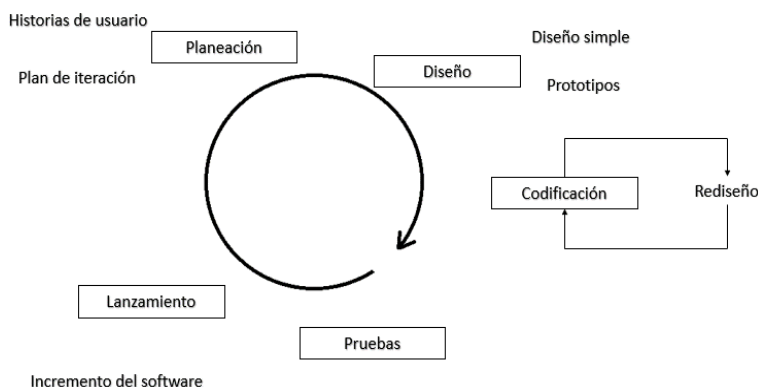 Historias de usuario
Planeación
Plan de iteración
Diseño simple
Diseño
Prototipos
Codificación
Rediseño
Pruebas
Lanzamiento
Incremento del software